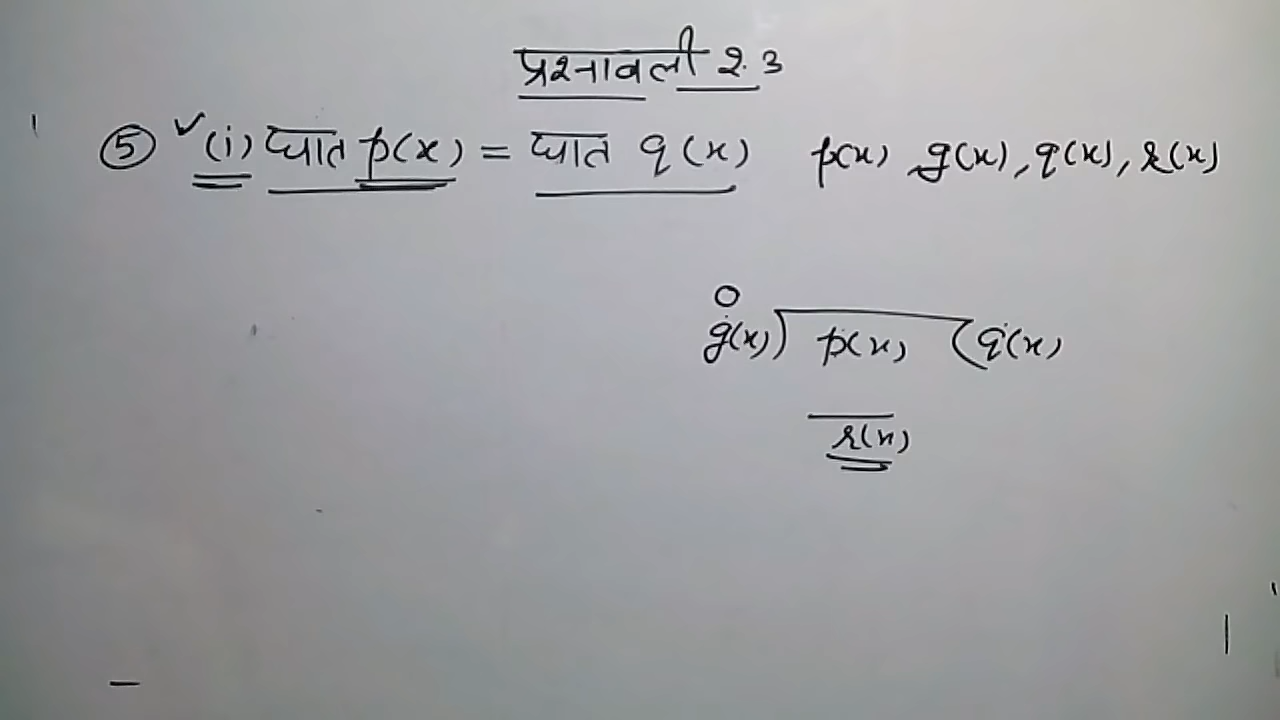 प्रश्नावली 2.3
⑤ ✓(i) घात p(x) = घात q(x) p(x) g(x), q(x), r(x)
0
g(x)) p(x) (q(x)
r(x)